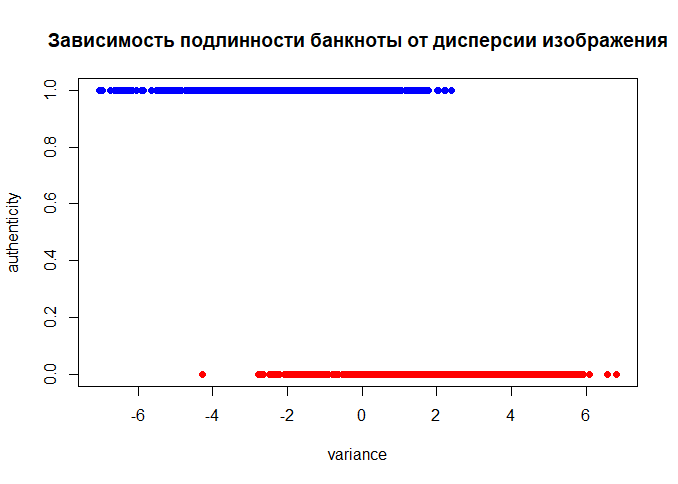 Зависимость подлинности банкноты от дисперсии изображения
authenticity
1.0
0.8
0.6
0.4
0.2
0.0
-6 -4 -2 0 2 4 6
variance